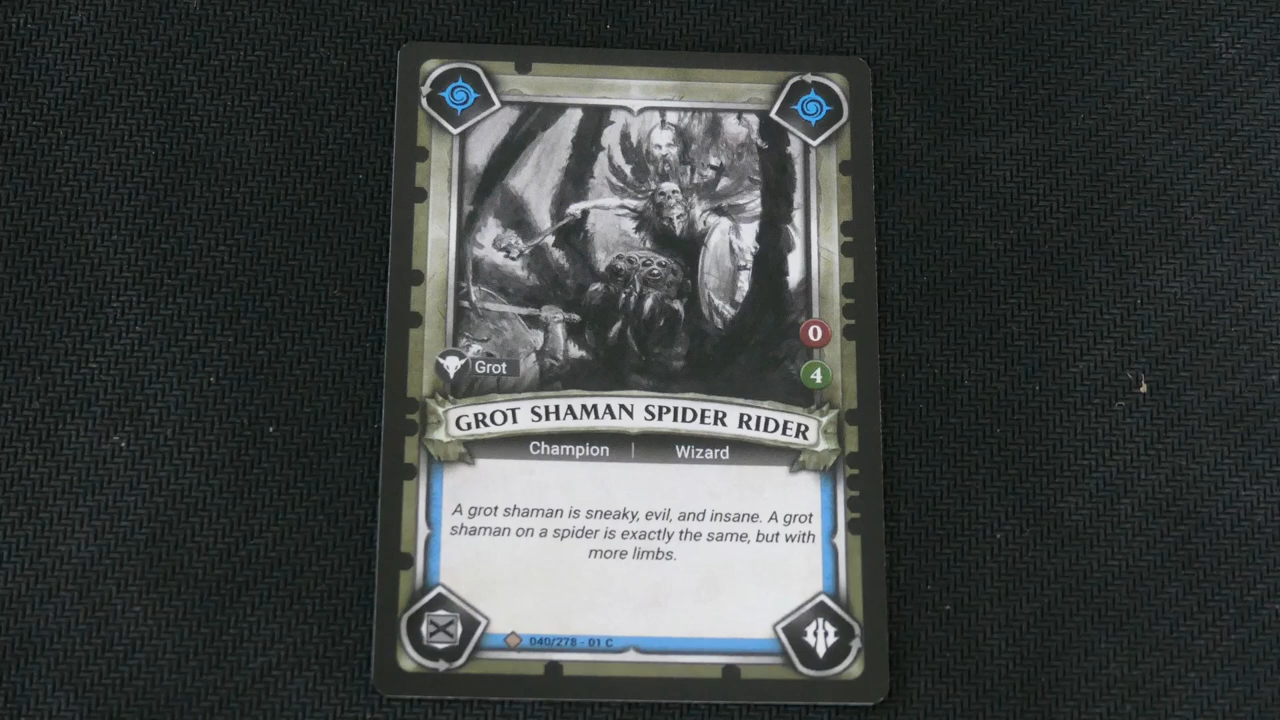 0
Grot
4
GROT SHAMAN SPIDER RIDER
Champion | Wizard
A grot shaman is sneaky, evil, and insane. A grot
shaman on a spider is exactly the same, but with
more limbs.
040/278 - 01 C